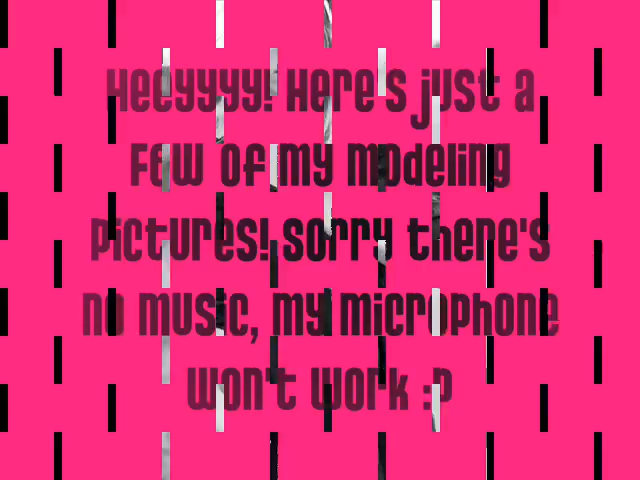 Heeyyyy! Here's just a
Few of my modeling
pictures! sorry there's
no music, my microphone
won't work :P